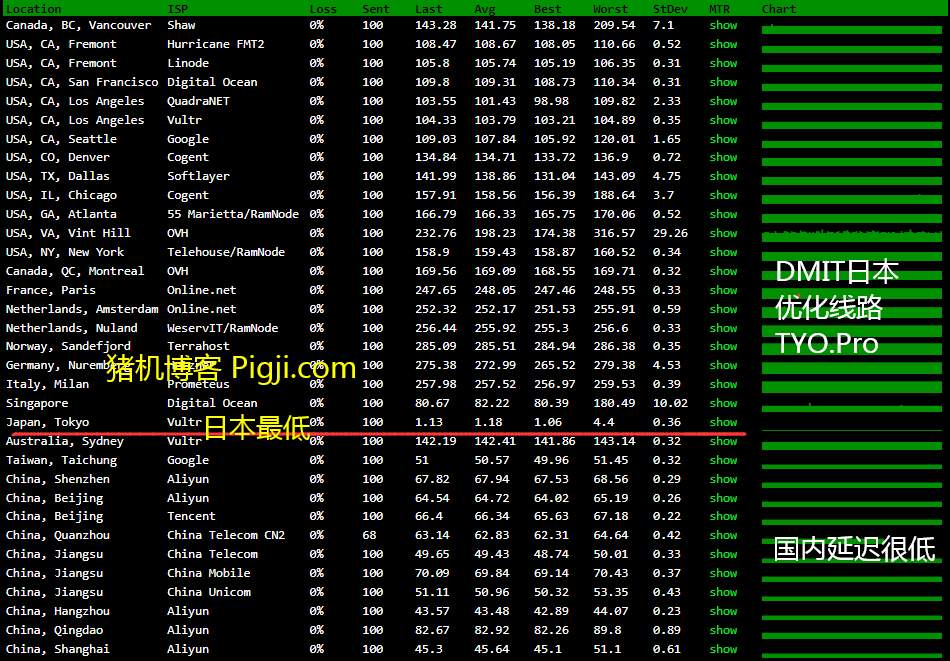 Location ISP Loss Sent Last Avg Best Worst StDev MTR Chart
Canada, BC, Vancouver Shaw 0% 100 143.28 141.75 138.18 209.54 7.1 show
USA, CA, Fremont Hurricane FMT2 0% 100 108.47 108.67 108.05 110.66 0.52 show
USA, CA, Fremont Linode 0% 100 105.8 105.74 105.19 106.35 0.31 show
USA, CA, San Francisco Digital Ocean 0% 100 109.8 109.31 108.73 110.34 0.31 show
USA, CA, Los Angeles QuadraNET 0% 100 103.55 101.43 98.98 109.82 2.33 show
USA, CA, Los Angeles Vultr 0% 100 104.33 103.79 103.21 104.89 0.35 show
USA, CA, Seattle Google 0% 100 109.03 107.84 105.92 120.01 1.65 show
USA, CO, Denver Cogent 0% 100 134.84 134.71 133.72 136.9 0.72 show
USA, TX, Dallas Softlayer 0% 100 141.99 138.86 131.04 143.09 4.75 show
USA, IL, Chicago Cogent 0% 100 157.91 158.56 156.39 188.64 3.7 show
USA, GA, Atlanta 55 Marietta/RamNode 0% 100 166.79 166.33 165.75 170.06 0.52 show
USA, VA, Vint Hill OVH 0% 100 232.76 198.23 174.38 316.57 29.26 show
USA, NY, New York Telehouse/RamNode 0% 100 158.9 159.43 158.87 160.52 0.34 show
Canada, QC, Montreal OVH 0% 100 169.56 169.09 168.55 169.71 0.32 show
DMIT日本
France, Paris Online.net 0% 100 247.65 248.05 247.46 248.55 0.33 show
Netherlands, Amsterdam Online.net 0% 100 252.32 252.17 251.53 255.91 0.59 show
优化线路
Netherlands, Nuland WeservIT/RamNode 0% 100 256.44 255.92 255.3 256.6 0.33 show
Norway, Sandefjord Terrahost 0% 100 285.09 285.51 284.94 286.38 0.35 show
TYO.Pro
Germany, 0% 100 275.38 272.99 265.52 279.38 4.53 show
猪机博客 Pigji.com
Italy, Milan Prometeus 0% 100 257.98 257.52 256.97 259.53 0.39 show
Singapore Digital Ocean 0% 100 80.67 82.22 80.39 180.49 10.02 show
Japan, Tokyo Vultr 0% 100 1.13 1.18 1.06 4.4 0.36 show
日本最低
Australia, Sydney Vultr 0% 100 142.19 142.41 141.86 143.14 0.32 show
Taiwan, Taichung Google 0% 100 51 50.57 49.96 51.45 0.32 show
China, Shenzhen Aliyun 0% 100 67.82 67.94 67.53 68.56 0.29 show
China, Beijing Aliyun 0% 100 64.54 64.72 64.02 65.19 0.26 show
China, Beijing Tencent 0% 100 66.4 66.34 65.63 67.18 0.22 show
China, Quanzhou China Telecom CN2 0% 68 63.14 62.83 62.31 64.64 0.42 show
China, Jiangsu China Telecom 0% 100 49.65 49.43 48.74 50.01 0.33 show
国内延迟很低
China, Jiangsu China Mobile 0% 100 70.09 69.84 69.14 70.43 0.37 show
China, Jiangsu China Unicom 0% 100 51.11 50.96 50.32 53.35 0.43 show
China, Hangzhou Aliyun 0% 100 43.57 43.48 42.89 44.07 0.23 show
China, Qingdao Aliyun 0% 100 82.67 82.92 82.26 89.8 0.89 show
China, Shanghai Aliyun 0% 100 45.3 45.64 45.1 51.1 0.61 show